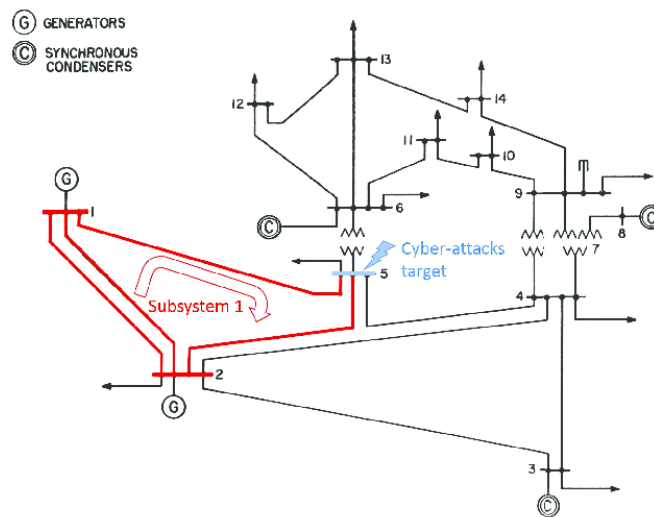 G GENERATORS
C SYNCHRONOUS
CONDENSERS
13
14
12
11
10
9
G
1
C
6
8
C
7
Cyber-attacks
target
5
4
Subsystem 1
2
G
3
C